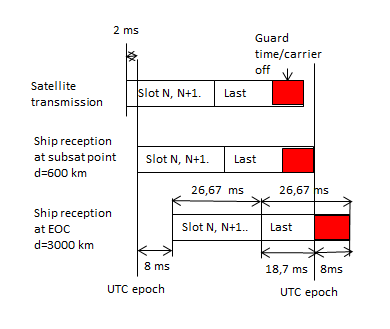 2 ms
Guard
time/carrier
off
Satellite
transmission
Slot N, N+1.
Last
Ship reception
at subsat point
d=600 km
Slot N, N+1.
Last
26,67 ms
26,67 ms
Ship reception
at EOC
d=3000 km
Slot N, N+1..
Last
8 ms
18,7 ms
8ms
UTC epoch
UTC epoch